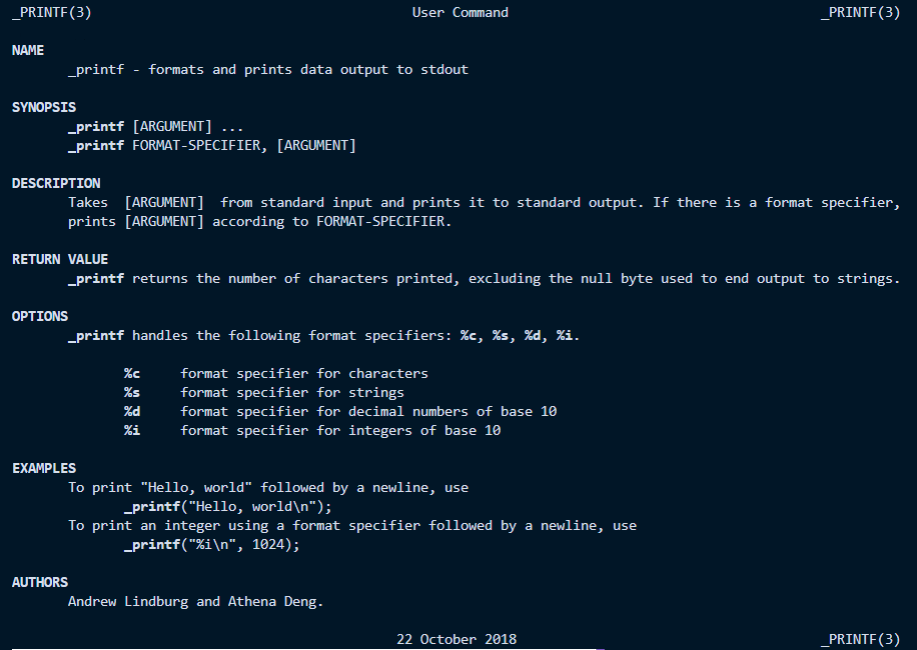 _PRINTF(3) User Command _PRINTF(3)
NAME
_printf - formats and prints data output to stdout
SYNOPSIS
_printf [ARGUMENT] ...
_printf FORMAT-SPECIFIER, [ARGUMENT]
DESCRIPTION
Takes [ARGUMENT] from standard input and prints it to standard output. If there is a format specifier,
prints [ARGUMENT] according to FORMAT-SPECIFIER.
RETURN VALUE
_printf returns the number of characters printed, excluding the null byte used to end output to strings.
OPTIONS
_printf handles the following format specifiers: %c, %s, %d, %i.
%c format specifier for characters
%s format specifier for strings
%d format specifier for decimal numbers of base 10
%i format specifier for integers of base 10
EXAMPLES
To print "Hello, world" followed by a newline, use
_printf("Hello, world\n");
To print an integer using a format specifier followed by a newline, use
_printf("%i\n", 1024);
AUTHORS
Andrew Lindburg and Athena Deng.
22 October 2018 _PRINTF(3)